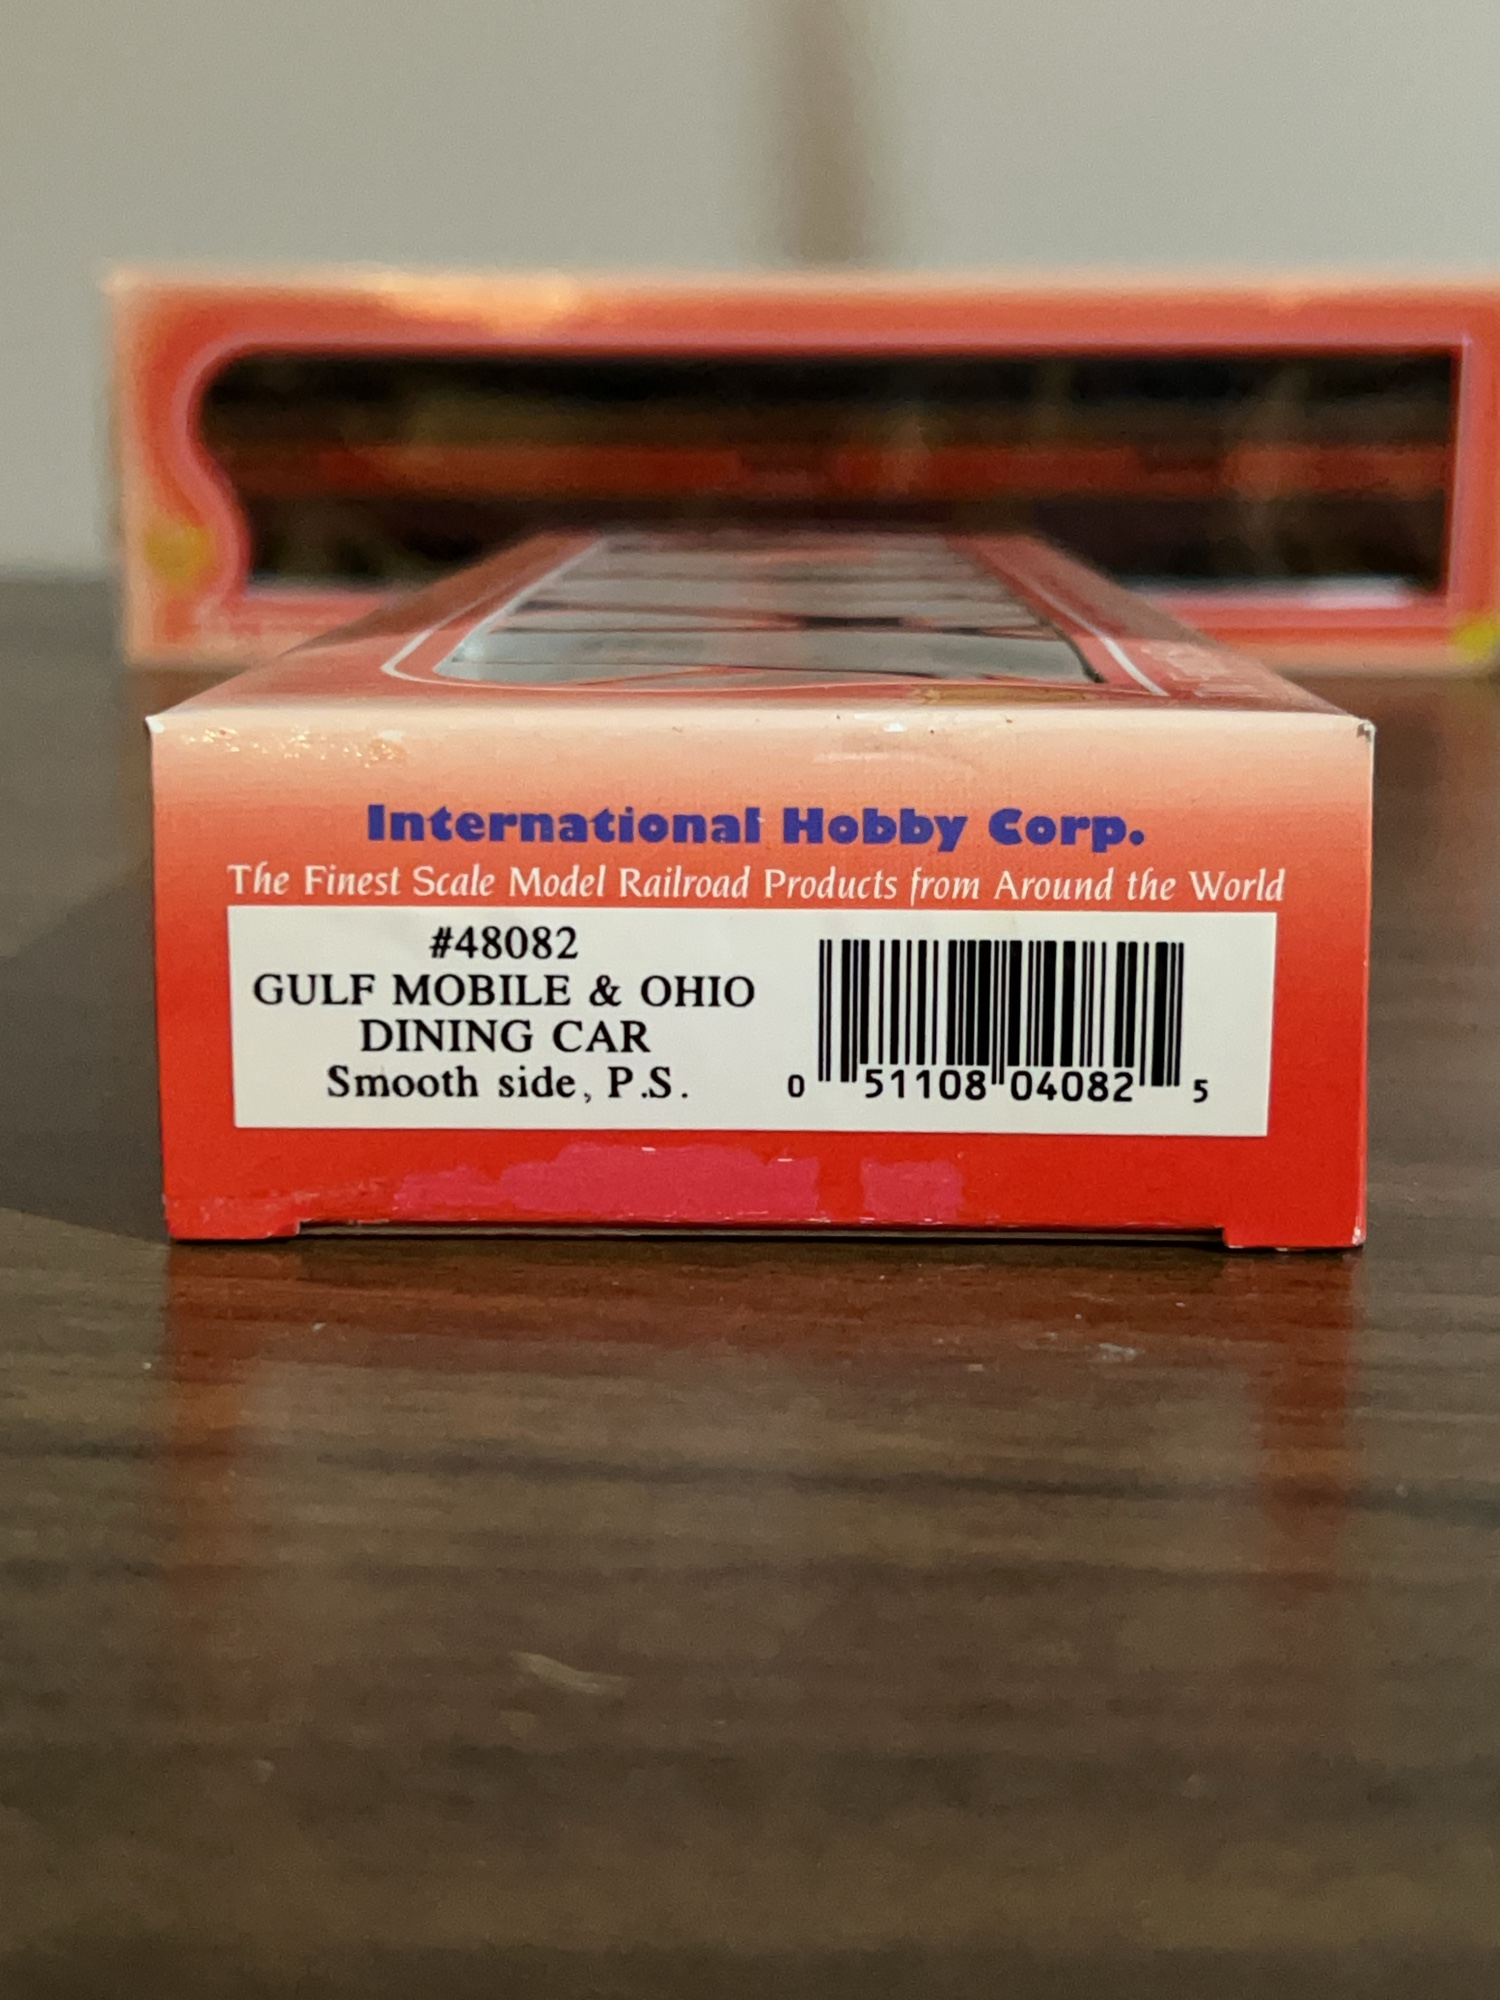 International Hobby Corp.
The Finest Scale Model Railroad Products from Around the World
#48082
GULF MOBILE & OHIO
DINING CAR
Smooth side, P.S.
0 51108 04082 5